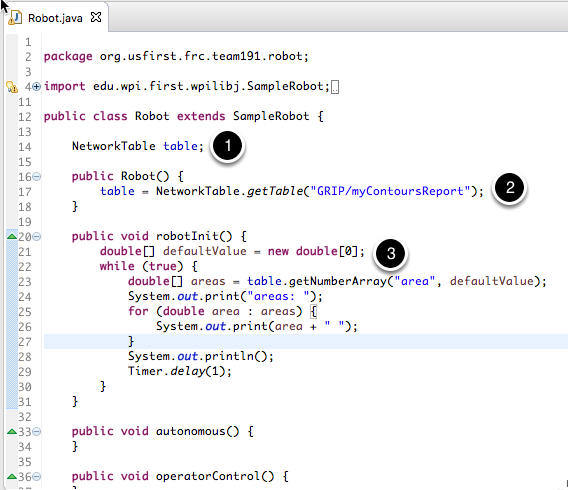 Robot.java
1
2 package org.usfirst.frc.team191.robot;
3
4 import edu.wpi.first.wpilibj.SampleRobot;
11
12 public class Robot extends SampleRobot {
13
14 NetworkTable table; 1
15
16 public Robot() {
17 table = NetworkTable.getTable("GRIP/myContoursReport"); 2
18 }
19
20 public void robotInit() {
21 double[] defaultValue = new double[0]; 3
22 while (true) {
23 double[] areas = table.getNumberArray("area", defaultValue);
24 System.out.print("areas: ");
25 for (double area : areas) {
26 System.out.print(area + " ");
27 }
28 System.out.println();
29 Timer.delay(1);
30 }
31 }
32
33 public void autonomous() {
34 }
35
36 public void operatorControl() {